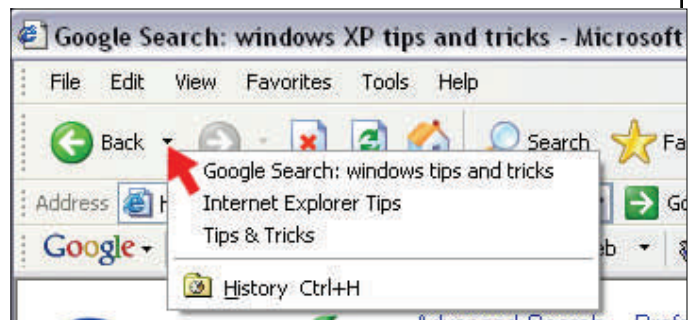 Google Search: windows XP tips and tricks - Microsoft
File Edit View Favorites Tools Help
Back Search
Google Search: windows tips and tricks
Address
Internet Explorer Tips
Google
Tips & Tricks
History Ctrl+H